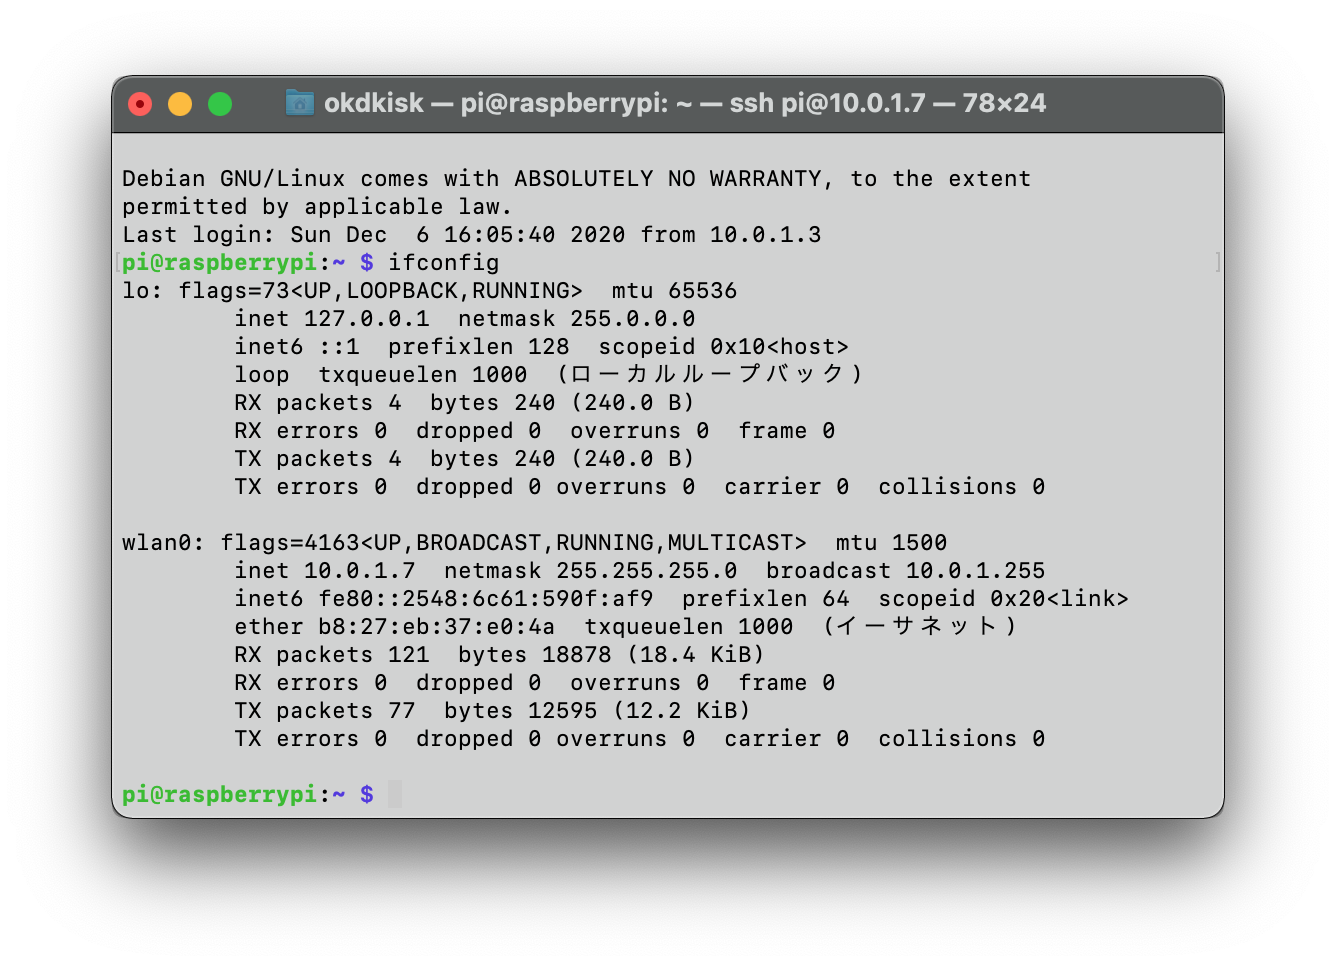 okdkisk — pi@raspberrypi: ~ — ssh pi@10.0.1.7 — 78×24
Debian GNU/Linux comes with ABSOLUTELY NO WARRANTY, to the extent
permitted by applicable law.
Last login: Sun Dec  6 16:05:40 2020 from 10.0.1.3
[pi@raspberrypi:~ $ ifconfig ]
lo: flags=73<UP,LOOPBACK,RUNNING>  mtu 65536
        inet 127.0.0.1  netmask 255.0.0.0
        inet6 ::1  prefixlen 128  scopeid 0x10<host>
        loop  txqueuelen 1000  (ローカルループバック)
        RX packets 4  bytes 240 (240.0 B)
        RX errors 0  dropped 0  overruns 0  frame 0
        TX packets 4  bytes 240 (240.0 B)
        TX errors 0  dropped 0 overruns 0  carrier 0  collisions 0
wlan0: flags=4163<UP,BROADCAST,RUNNING,MULTICAST>  mtu 1500
        inet 10.0.1.7  netmask 255.255.255.0  broadcast 10.0.1.255
        inet6 fe80::2548:6c61:590f:af9  prefixlen 64  scopeid 0x20<link>
        ether b8:27:eb:37:e0:4a  txqueuelen 1000  (イーサネット)
        RX packets 121  bytes 18878 (18.4 KiB)
        RX errors 0  dropped 0  overruns 0  frame 0
        TX packets 77  bytes 12595 (12.2 KiB)
        TX errors 0  dropped 0 overruns 0  carrier 0  collisions 0
pi@raspberrypi:~ $